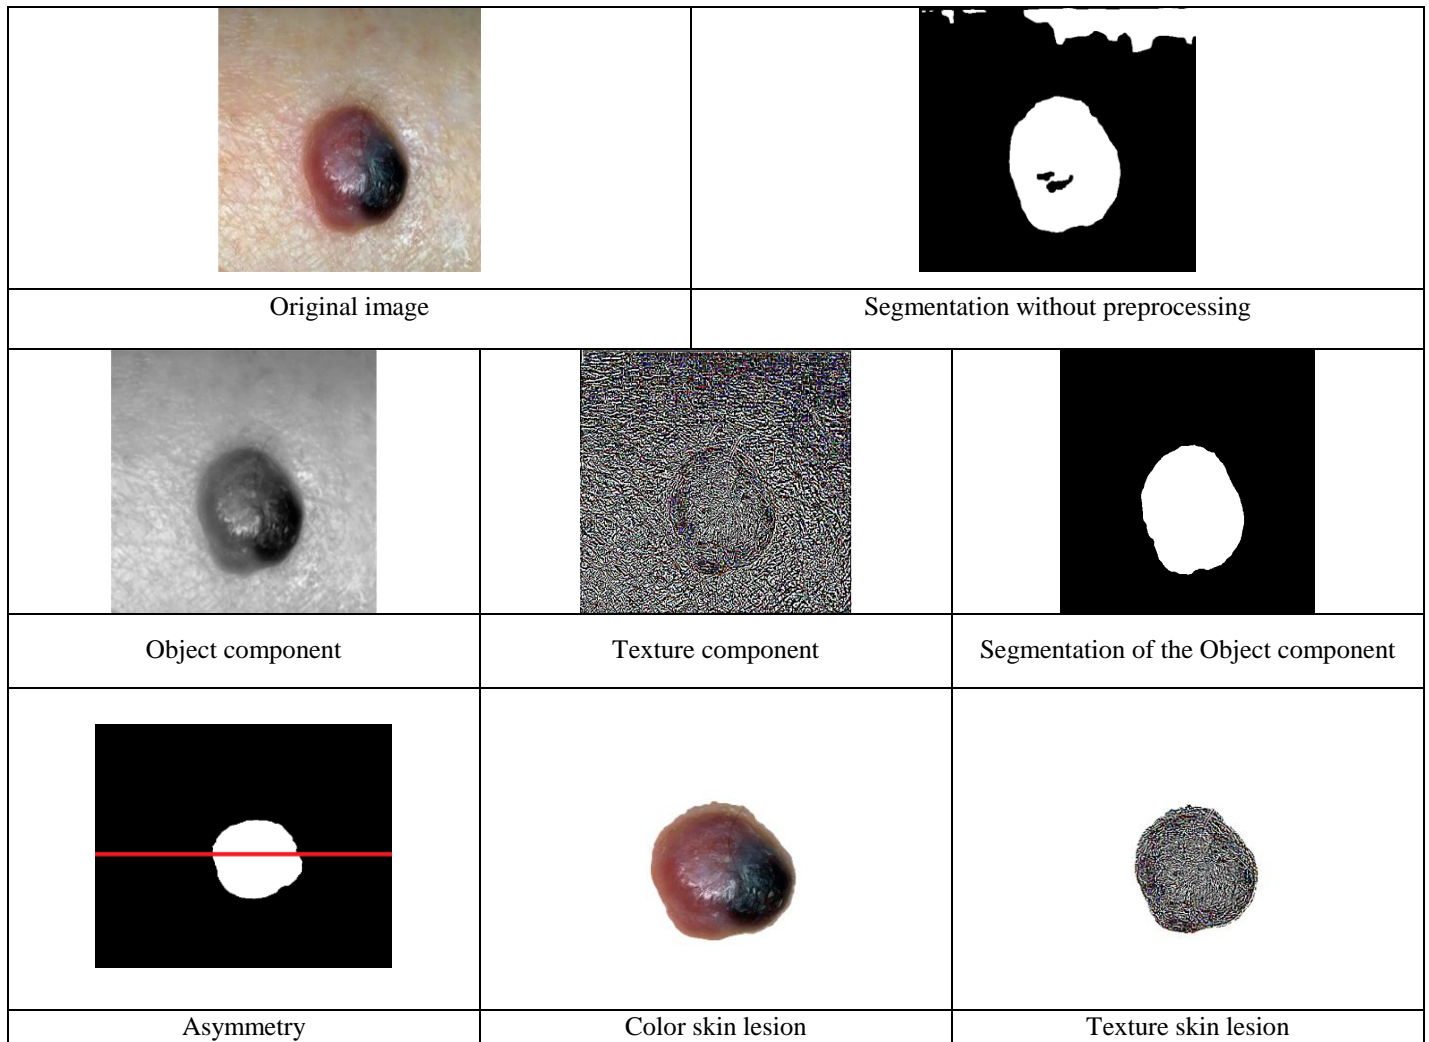 Original image
Segmentation without preprocessing
Object component
Texture component
Segmentation of the Object component
Asymmetry
Color skin lesion
Texture skin lesion